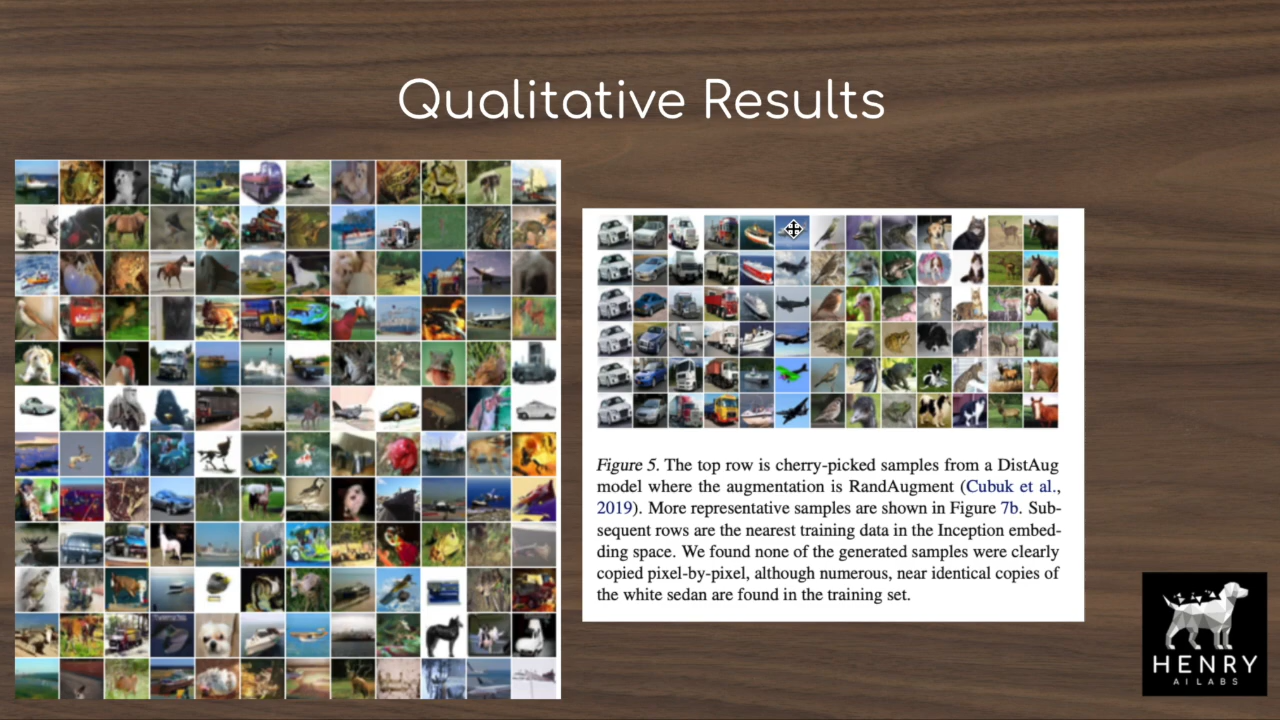 Qualitative Results
Figure 5. The top row is cherry-picked samples from a DistAug
model where the augmentation is RandAugment (Cubuk et al.,
2019). More representative samples are shown in Figure 7b. Sub-
sequent rows are the nearest training data in the Inception embed-
ding space. We found none of the generated samples were clearly
copied pixel-by-pixel, although numerous, near identical copies of
the white sedan are found in the training set.
HENRY
AI LABS